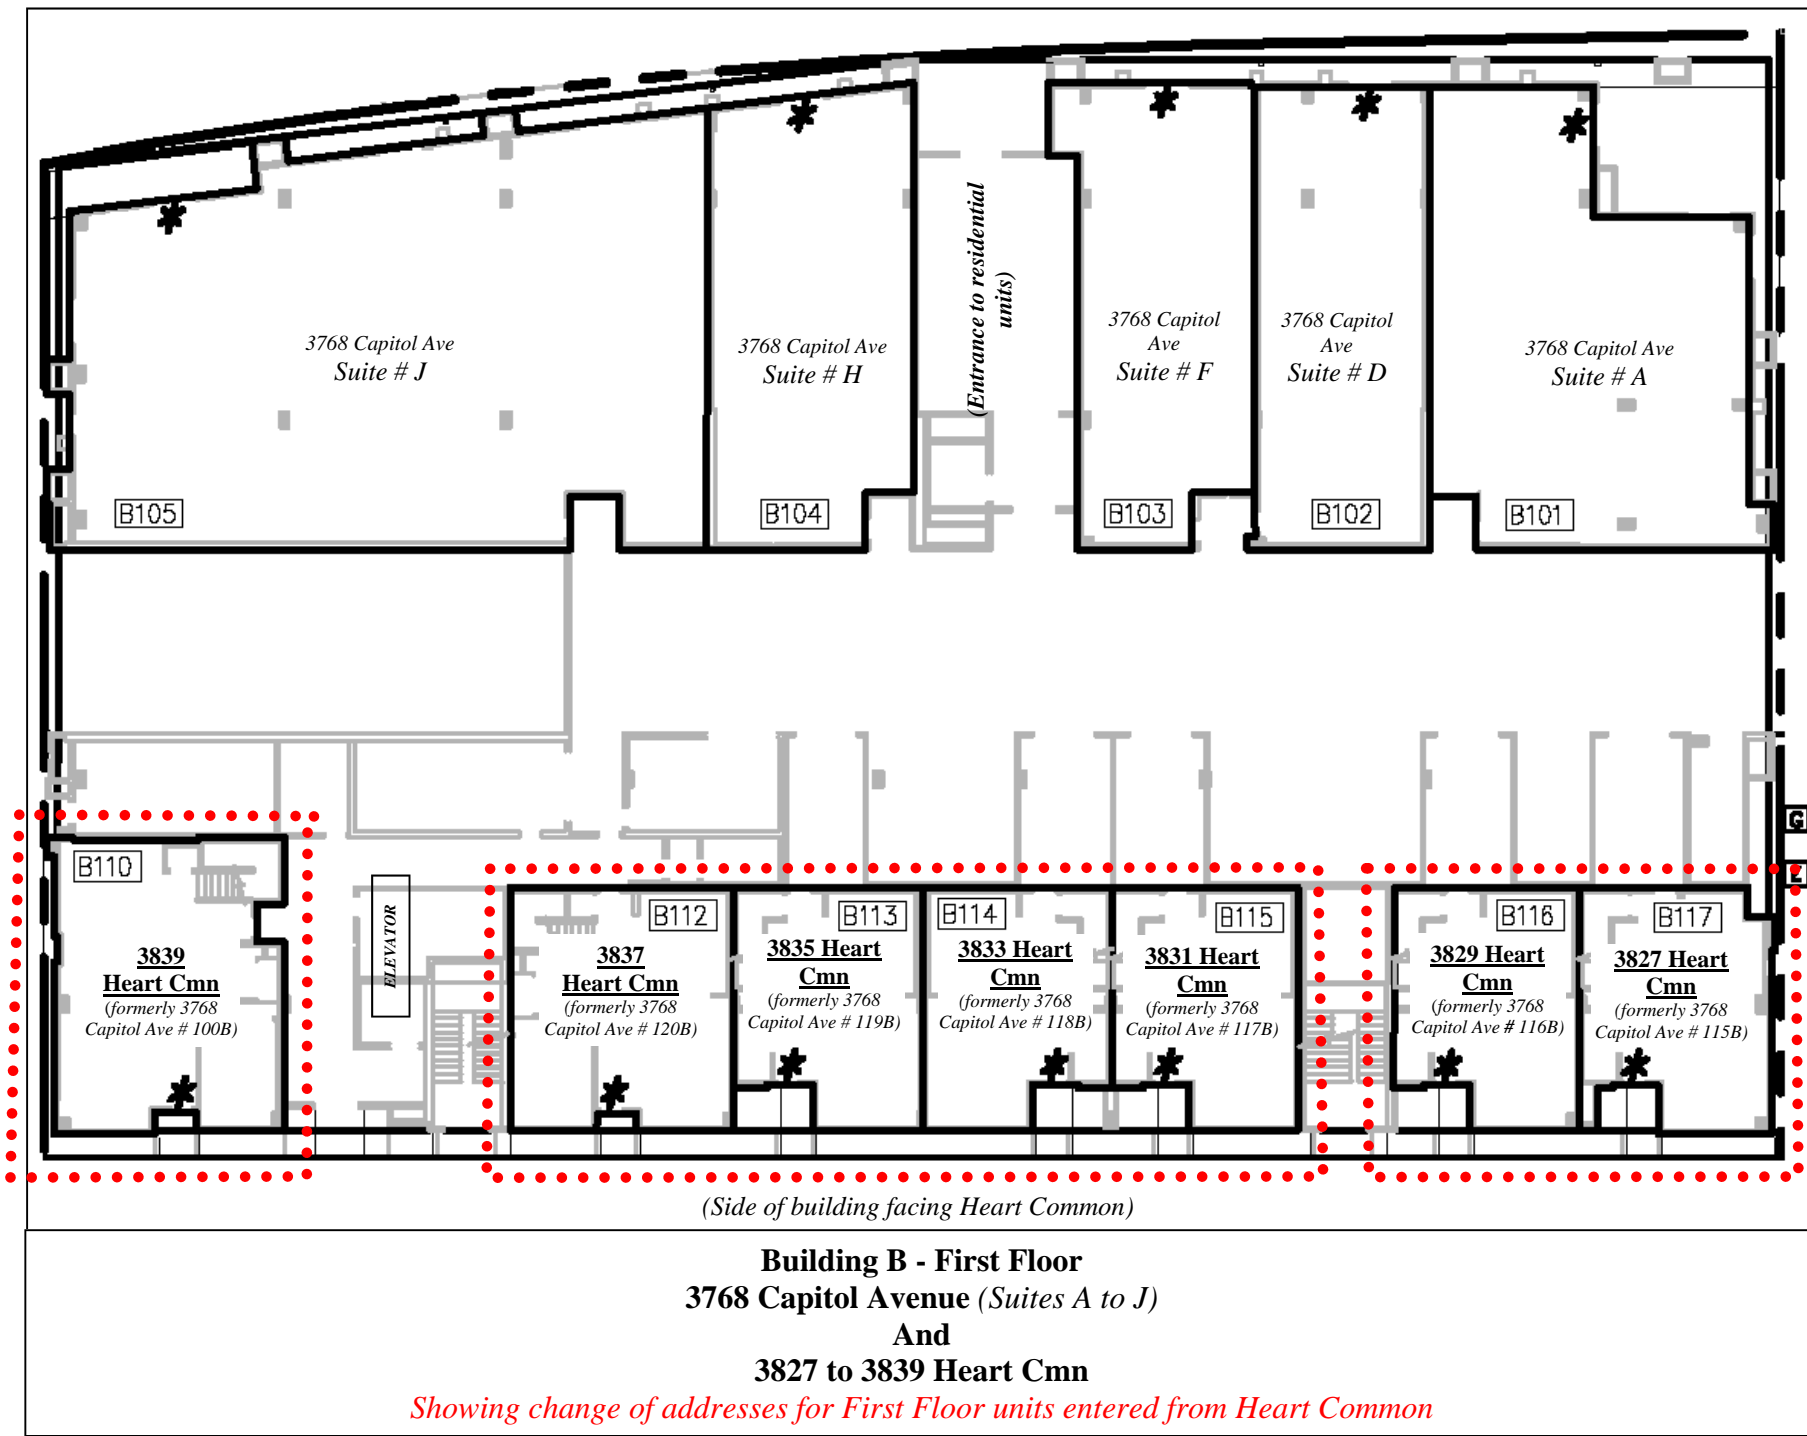 (Entrance to residential
units)
3768 Capitol Ave
Suite # J
3768 Capitol Ave
Suite # H
3768 Capitol
Ave
Suite # F
3768 Capitol
Ave
Suite # D
3768 Capitol Ave
Suite # A
B105
B104
B103
B102
B101
G
B110
3839
Heart Cmn
(formerly 3768
Capitol Ave # 100B)
ELEVATOR
B112
3837
Heart Cmn
(formerly 3768
Capitol Ave # 120B)
B113
3835 Heart
Cmn
(formerly 3768
Capitol Ave # 119B)
B114
3833 Heart
Cmn
(formerly 3768
Capitol Ave # 118B)
B115
3831 Heart
Cmn
(formerly 3768
Capitol Ave # 117B)
B116
3829 Heart
Cmn
(formerly 3768
Capitol Ave # 116B)
B117
3827 Heart
Cmn
(formerly 3768
Capitol Ave # 115B)
(Side of building facing Heart Common)
Building B - First Floor
3768 Capitol Avenue (Suites A to J)
And
3827 to 3839 Heart Cmn
Showing change of addresses for First Floor units entered from Heart Common